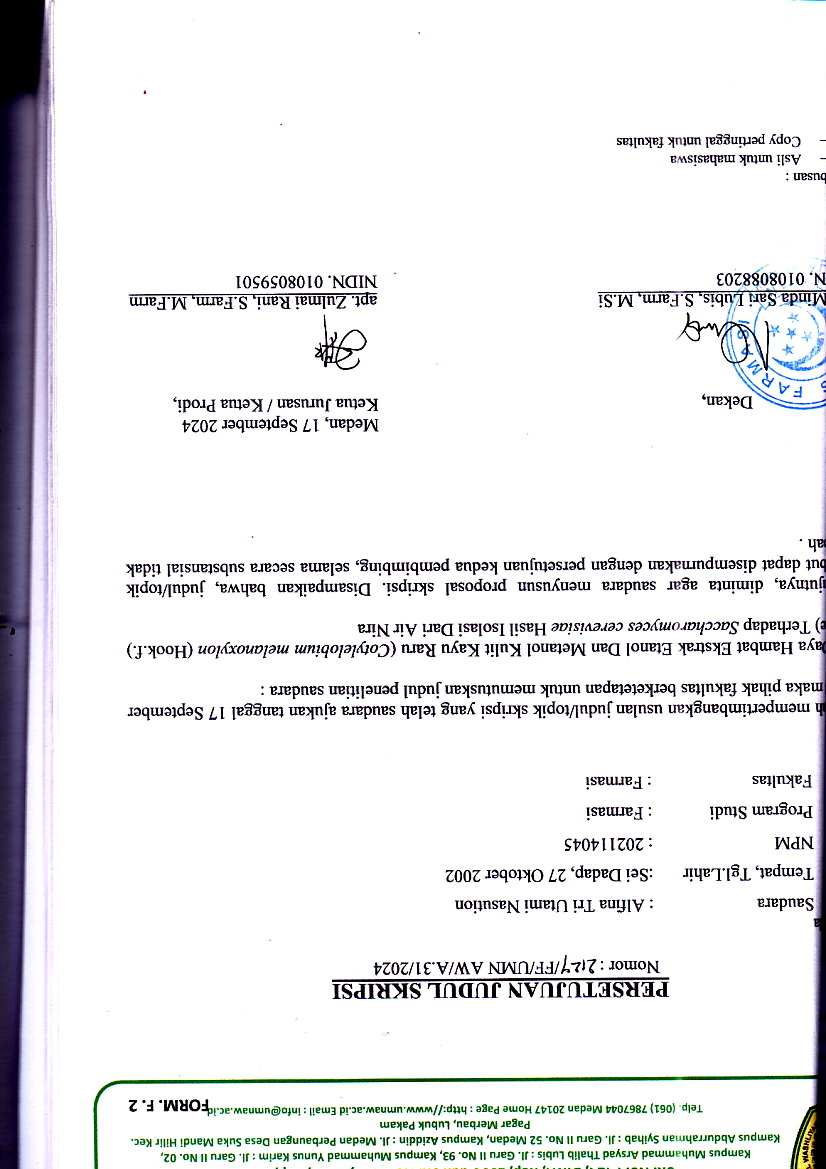 Kampus Muhammad Arsyad Thalib Lubis : Jl. Garu II No. 93, Kampus Muhammad Yunus Karim : Jl. Garu II No. 02,
Kampus Abdurrahman Syihab : Jl. Garu II No. 52 Medan, Kampus Aziddin : Jl. Medan Perbaungan Desa Suka Mandi Hilir Kec.
Pagar Merbau, Lubuk Pakam
Telp. (061) 7867044 Medan 20147 Home Page : http://www.umnaw.ac.id Email : info@umnaw.ac.id
FORM. F. 2
PERSETUJUAN JUDUL SKRIPSI
Nomor : /FF/UMN AW/A.31/2024
a
Saudara : Alfina Tri Utami Nasution
Tempat, Tgl.Lahir :Sei Dadap, 27 Oktober 2002
NPM : 202114045
Program Studi : Farmasi
Fakultas : Farmasi
h mempertimbangkan usulan judul/topik skripsi yang telah saudara ajukan tanggal 17 September
maka pihak fakultas berketetapan untuk memutuskan judul penelitian saudara :
Daya Hambat Ekstrak Etanol Dan Metanol Kulit Kayu Raru (Cotylelobium melanoxylon (Hook.f.)
e) Terhadap Saccharomyces cerevisiae Hasil Isolasi Dari Air Nira
jutnya, diminta agar saudara menyusun proposal skripsi. Disampaikan bahwa, judul/topik
but dapat disempurnakan dengan persetujuan kedua pembimbing, selama secara substansial tidak
ah .
Medan, 17 September 2024
Dekan, Ketua Jurusan / Ketua Prodi,
S FARMASI
Minda Sari Lubis, S.Farm, M.Si apt. Zulmai Rani, S.Farm, M.Farm
N. 0108088203 NIDN. 0108059501
busan :
- Asli untuk mahasiswa
- Copy pertinggal untuk fakultas